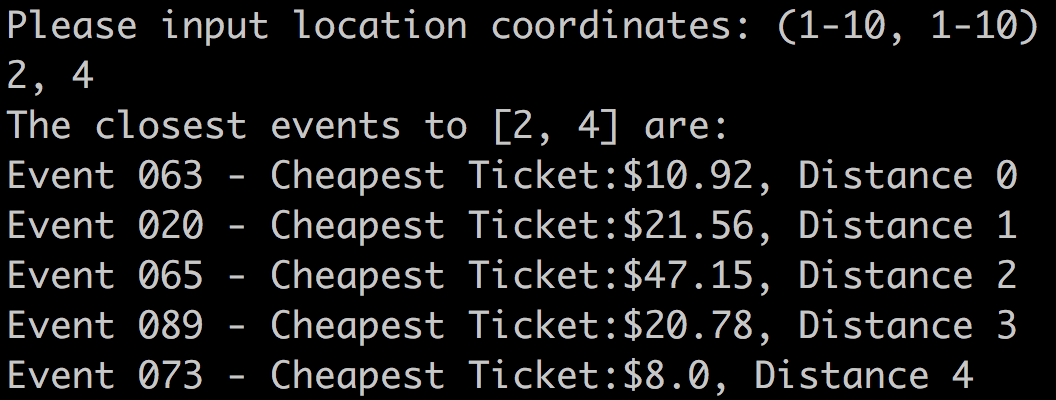 Please input location coordinates: (1-10, 1-10)
2, 4
The closest events to [2, 4] are:
Event 063 - Cheapest Ticket:$10.92, Distance 0
Event 020 - Cheapest Ticket:$21.56, Distance 1
Event 065 - Cheapest Ticket:$47.15, Distance 2
Event 089 - Cheapest Ticket:$20.78, Distance 3
Event 073 - Cheapest Ticket:$8.0, Distance 4